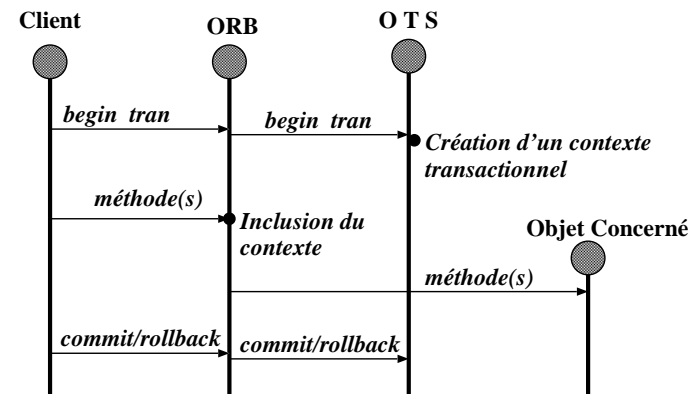 Client
ORB
O T S
begin tran
begin tran
Création d'un contexte
transactionnel
méthode(s)
Inclusion du
contexte
Objet Concerné
méthode(s)
commit/rollback
commit/rollback